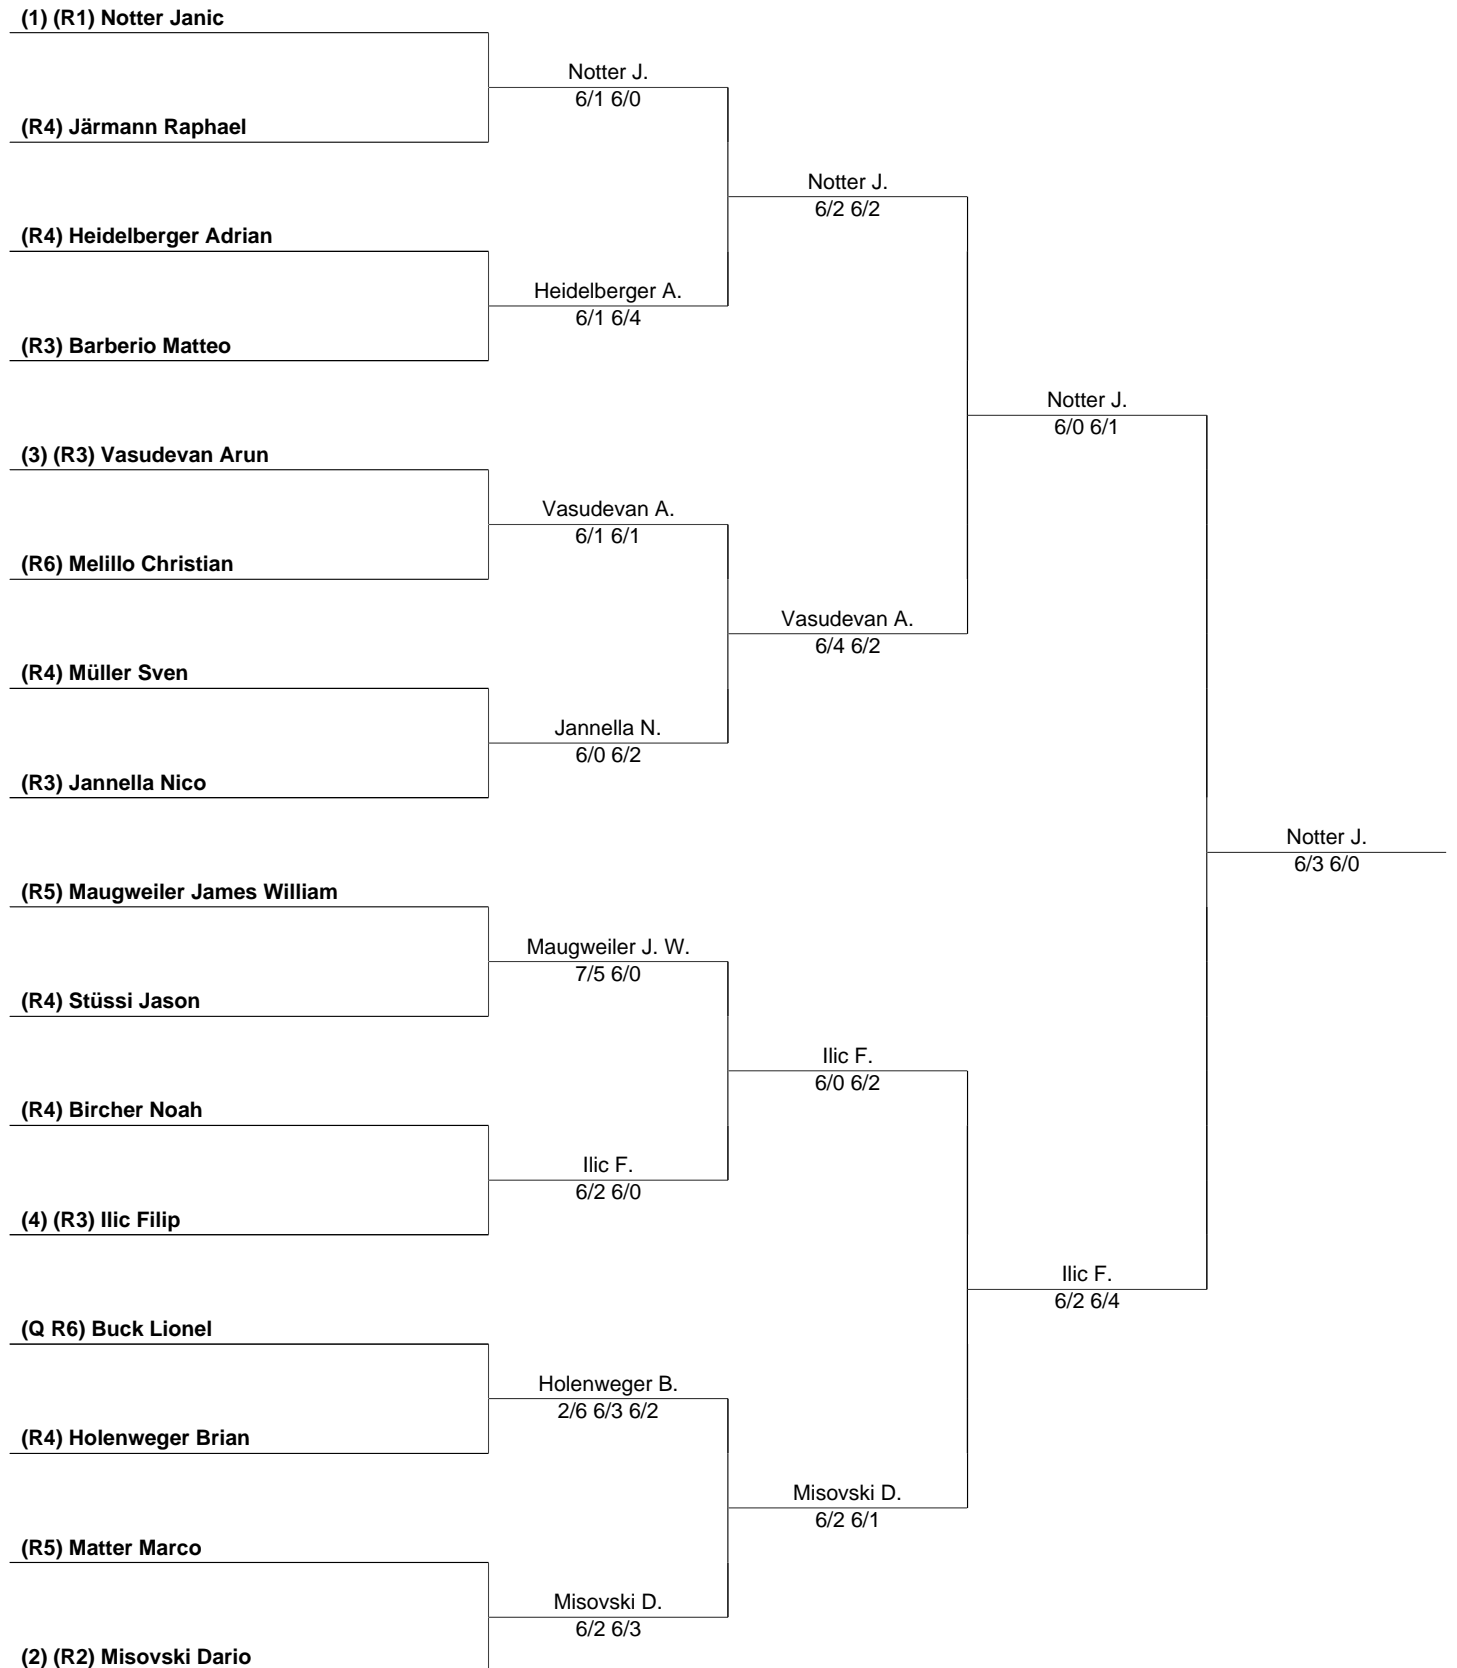 (1) (R1) Notter Janic
Notter J.
6/1 6/0
(R4) Järmann Raphael
Notter J.
6/2 6/2
(R4) Heidelberger Adrian
Heidelberger A.
6/1 6/4
(R3) Barberio Matteo
Notter J.
6/0 6/1
(3) (R3) Vasudevan Arun
Vasudevan A.
6/1 6/1
(R6) Melillo Christian
Vasudevan A.
6/4 6/2
(R4) Müller Sven
Jannella N.
6/0 6/2
(R3) Jannella Nico
Notter J.
6/3 6/0
(R5) Maugweiler James William
Maugweiler J. W.
7/5 6/0
(R4) Stüssi Jason
Ilic F.
6/0 6/2
(R4) Bircher Noah
Ilic F.
6/2 6/0
(4) (R3) Ilic Filip
Ilic F.
6/2 6/4
(Q R6) Buck Lionel
Holenweger B.
2/6 6/3 6/2
(R4) Holenweger Brian
Misovski D.
6/2 6/1
(R5) Matter Marco
Misovski D.
6/2 6/3
(2) (R2) Misovski Dario